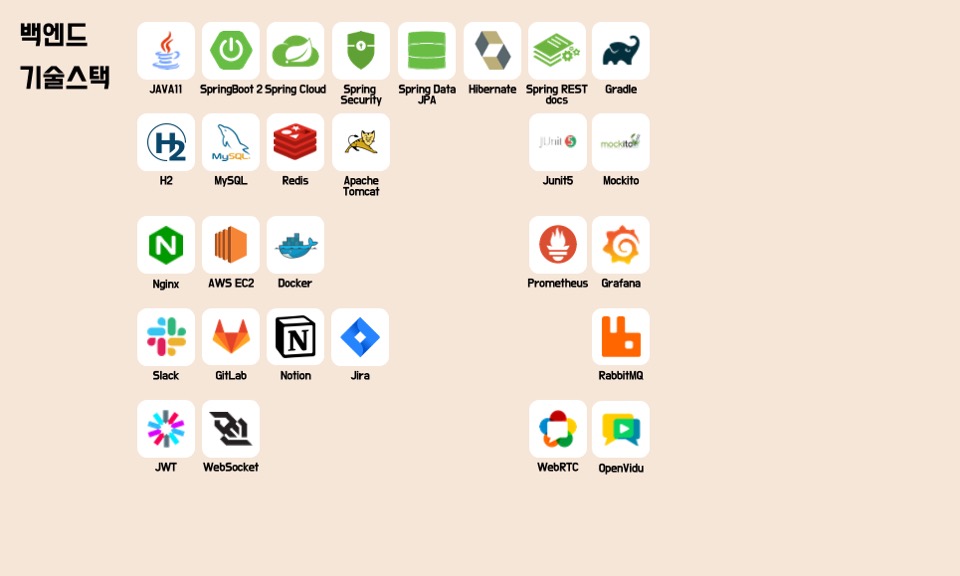 백엔드
기술스택
JAVA11
SpringBoot 2
Spring Cloud
Spring
Security
Spring Data
JPA
Hibernate
Spring REST
docs
Gradle
H2
MySQL
JUnit 5
mockito
H2
MySQL
Redis
Apache
Tomcat
Junit5
Mockito
N
Nginx
AWS EC2
Docker
Prometheus
Grafana
N
Slack
GitLab
Notion
Jira
RabbitMQ
JWT
WebSocket
WebRTC
OpenVidu